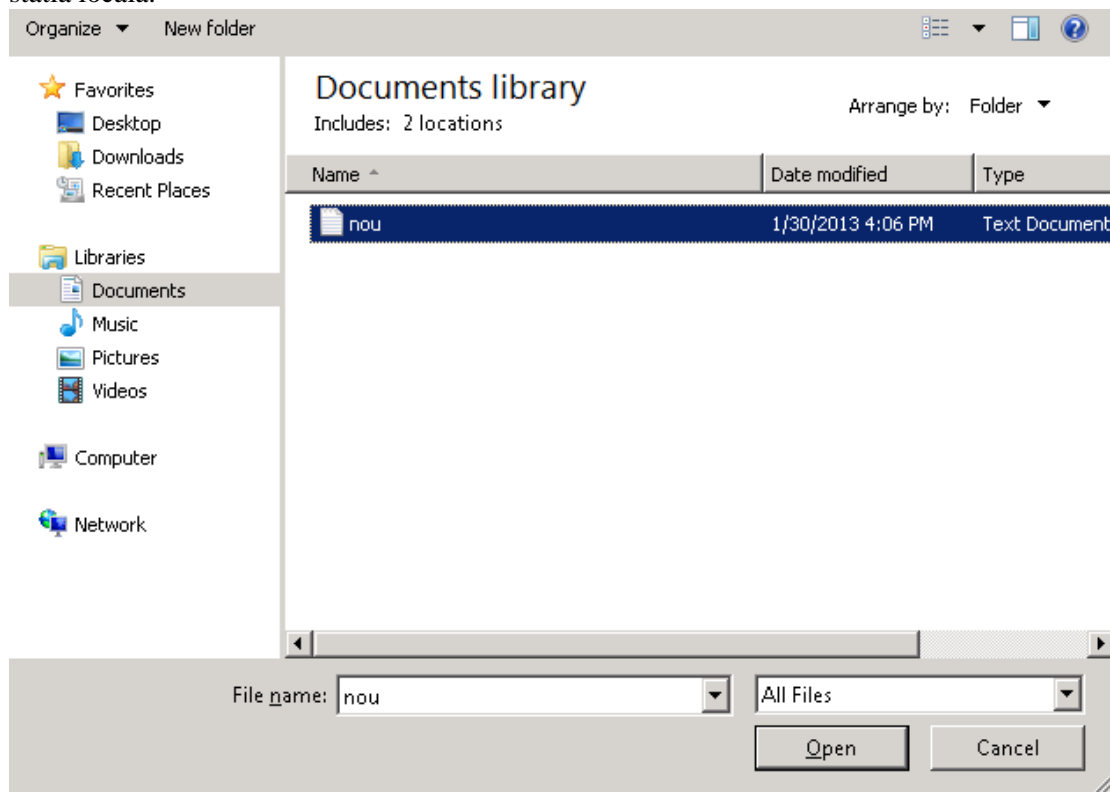 Organize New folder
Favorites
Desktop
Downloads
Recent Places
Libraries
Documents
Music
Pictures
Videos
Computer
Network
Documents library
Includes: 2 locations
Arrange by: Folder
Name Date modified Type
nou 1/30/2013 4:06 PM Text Document
File name: nou All Files
Open Cancel